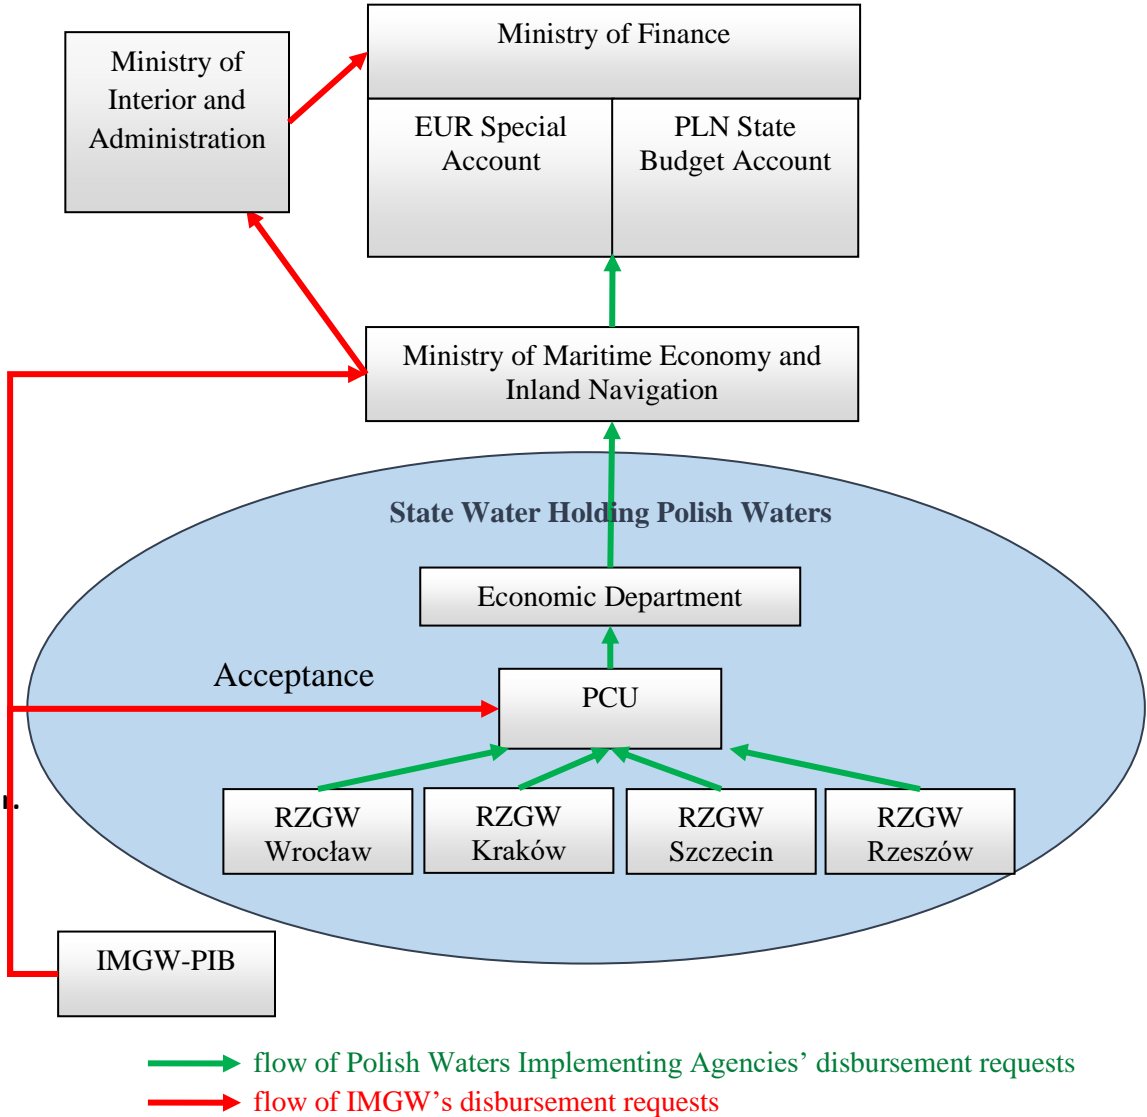 Ministry of Finance
Ministry of
Interior and
Administration
EUR Special
Account
PLN State
Budget Account
Ministry of Maritime Economy and
Inland Navigation
State Water Holding Polish Waters
Economic Department
Acceptance
PCU
RZGW
Wrocław
RZGW
Kraków
RZGW
Szczecin
RZGW
Rzeszów
IMGW-PIB
flow of Polish Waters Implementing Agencies’ disbursement requests
flow of IMGW’s disbursement requests